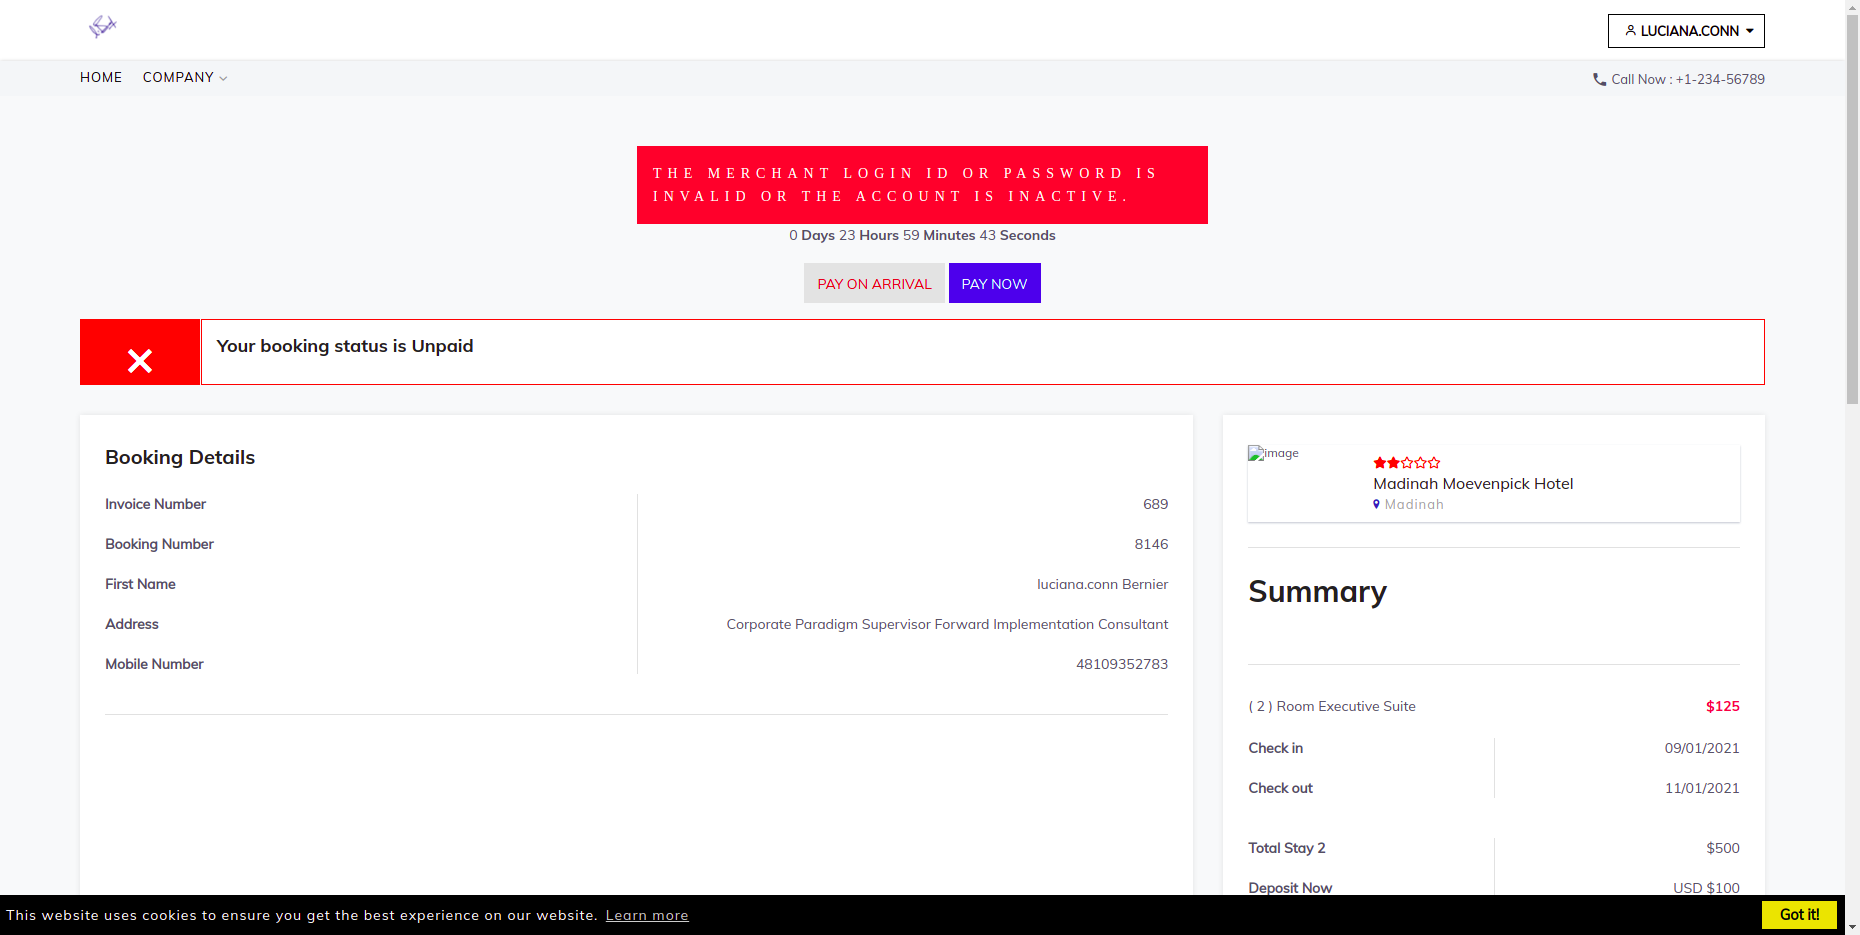 LUCIANA.CONN
HOME COMPANY
Call Now : +1-234-56789
THE MERCHANT LOGIN ID OR PASSWORD IS
INVALID OR THE ACCOUNT IS INACTIVE.
0 Days 23 Hours 59 Minutes 43 Seconds
PAY ON ARRIVAL PAY NOW
Your booking status is Unpaid
Booking Details
Invoice Number 689
Booking Number 8146
First Name luciana.conn Bernier
Address Corporate Paradigm Supervisor Forward Implementation Consultant
Mobile Number 48109352783
image
Madinah Moevenpick Hotel
Madinah
Summary
( 2 ) Room Executive Suite $125
Check in 09/01/2021
Check out 11/01/2021
Total Stay 2 $500
Deposit Now USD $100
This website uses cookies to ensure you get the best experience on our website. Learn more
Got it!